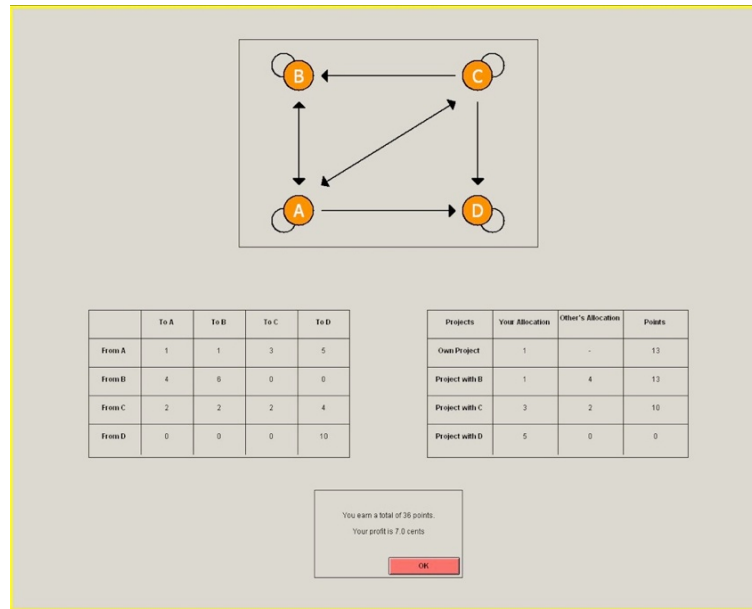 B
C
A
D
To A To B To C To D
From A 1 1 3 5
From B 4 6 0 0
From C 2 2 2 4
From D 0 0 0 10
Projects Your Allocation Other's Allocation Points
Own Project 1 - 13
Project with B 1 4 13
Project with C 3 2 10
Project with D 5 0 0
You earn a total of 36 points.
Your profit is 7.0 cents
OK